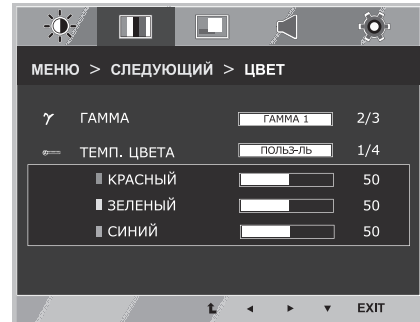 МЕНЮ > СЛЕДУЮЩИЙ > ЦВЕТ
γ ГАММА ГАММА 1 2/3
ТЕМП. ЦВЕТА ПОЛЬЗ-ЛЬ 1/4
КРАСНЫЙ 50
ЗЕЛЕНЫЙ 50
СИНИЙ 50
EXIT